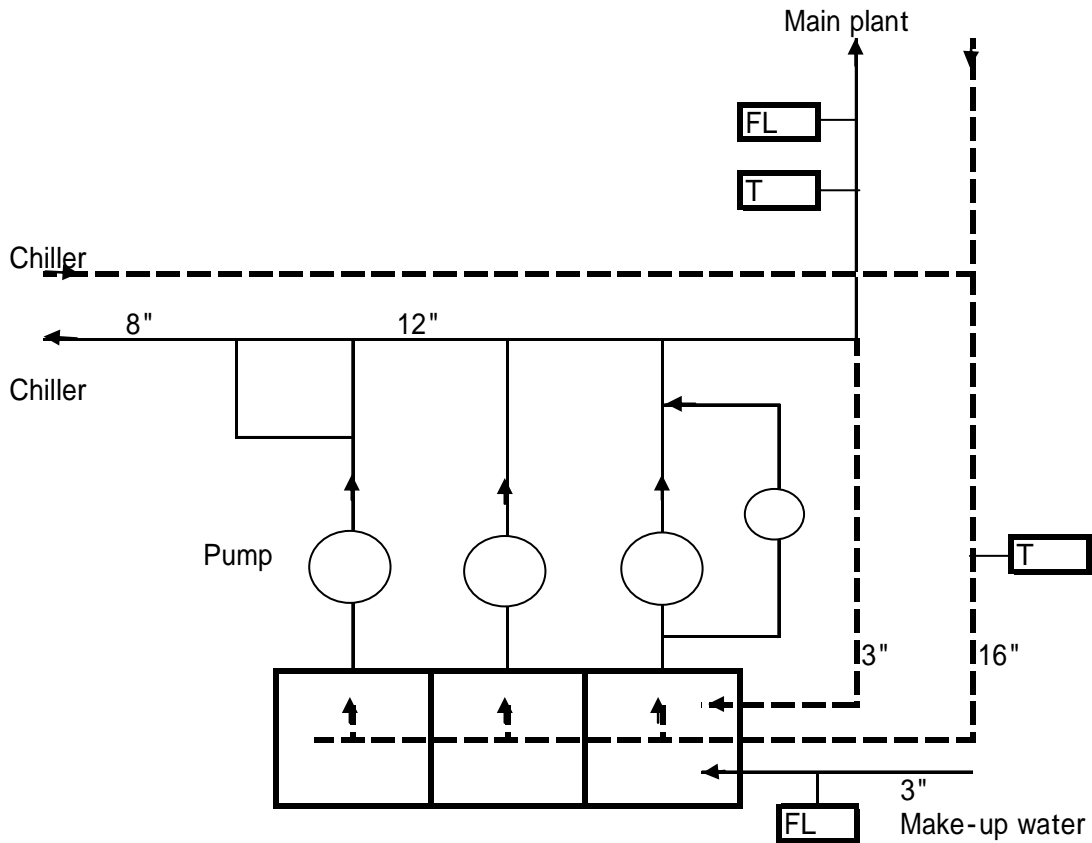 Main plant
FL
T
Chiller
8"
12"
Chiller
Pump
T
3"
16"
3"
FL
Make-up water